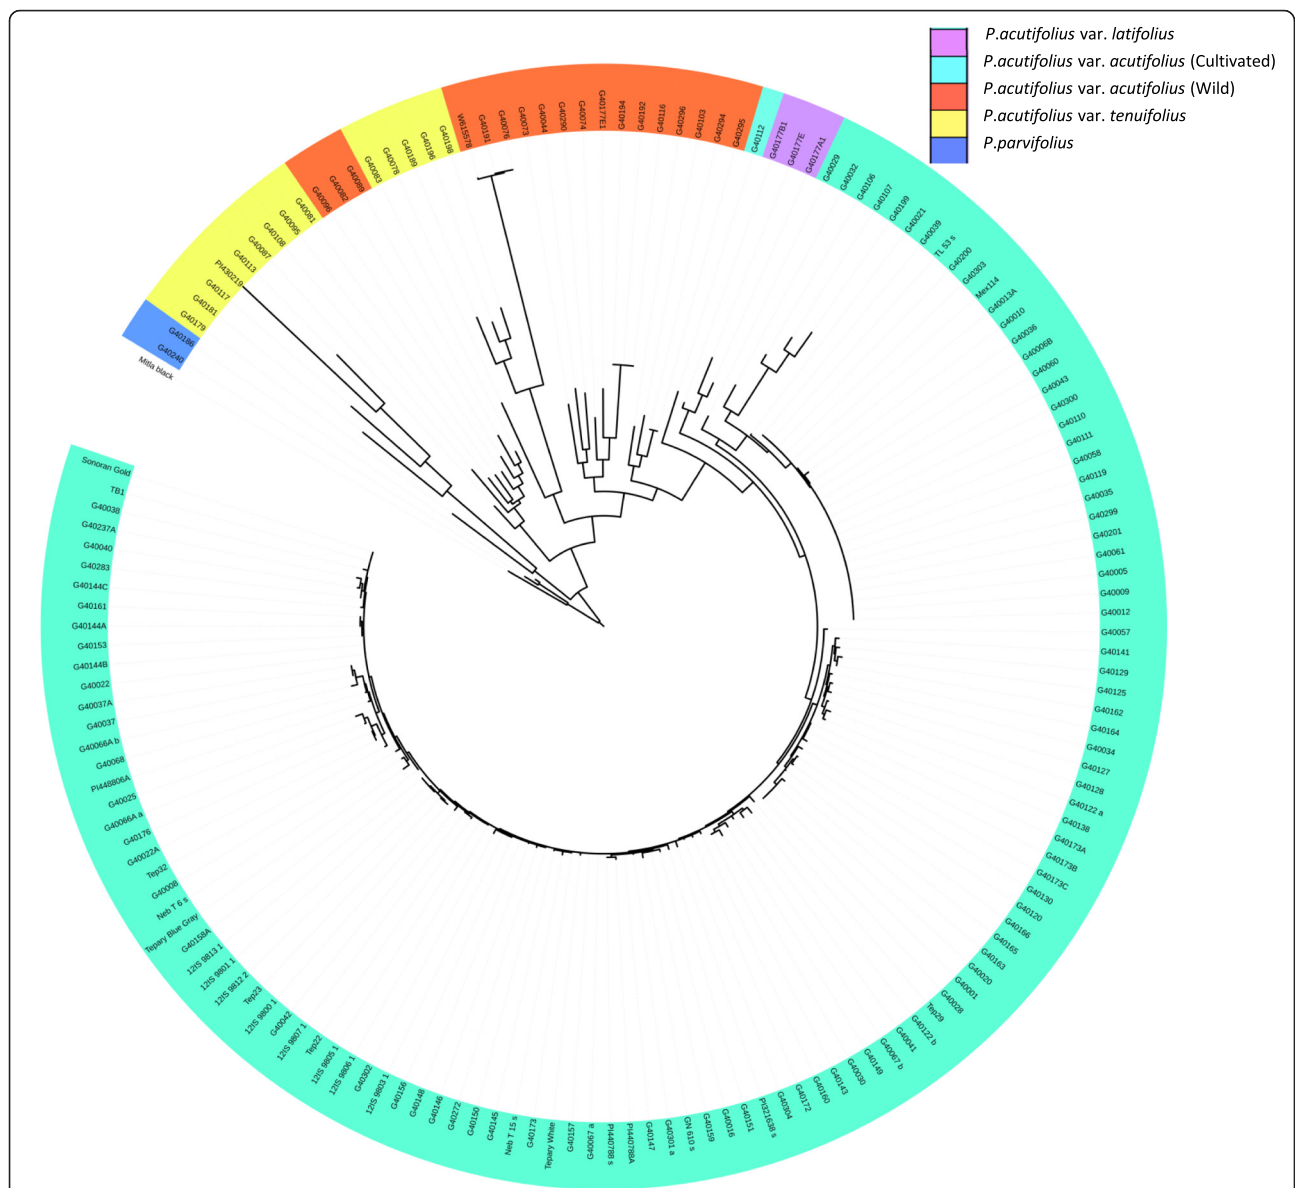 P.acutifolius var. latifolius
P.acutifolius var. acutifolius (Cultivated)
P.acutifolius var. acutifolius (Wild)
P.acutifolius var. tenuifolius
P.parvifolius
Mitla black
G40240
G40186
G40179
G40181
G40117
PI430219
G40113
G40087
G40108
G40095
G40081
G40096
G40082
G40089
G40083
G40078
G40189
G40196
G40198
W615578
G40191
G40076
G40073
G40044
G40290
G40074
G40177E1
G40194
G40192
G40116
G40296
G40103
G40294
G40295
G40112
G40177B1
G40177E
G40177A1
G40029
G40032
G40106
G40107
G40199
G40021
G40039
TL 53 s
G40200
G40303
Mex114
G40013A
G40010
G40036
G40006B
G40060
G40043
G40300
G40110
G40111
G40058
G40119
G40035
G40299
G40201
G40061
G40005
G40009
G40012
G40057
G40141
G40129
G40125
G40162
G40164
G40034
G40127
G40128
G40122 a
G40138
G40173A
G40173B
G40173C
G40130
G40120
G40166
G40165
G40163
G40020
G40001
G40028
Tep29
G40122 b
G40041
G40067 b
G40149
G40030
G40143
G40160
G40172
G40304
PI321638 s
G40151
G40016
G40159
GN 610 s
G40301 a
G40147
PI440788A
PI440788 s
G40067 a
G40157
Tepary White
G40173
Neb T 15 s
G40145
G40150
G40272
G40146
G40148
G40156
12IS 9803 1
G40302
12IS 9806 1
12IS 9805 1
Tep22
12IS 9807 1
G40042
12IS 9800 1
Tep23
12IS 9812 2
12IS 9801 1
12IS 9813 1
G40158A
Tepary Blue Gray
Neb T 6 s
G40008
Tep32
G40022A
G40176
G40066A a
G40025
PI448806A
G40068
G40066A b
G40037
G40037A
G40022
G40144B
G40153
G40144A
G40161
G40144C
G40283
G40040
G40237A
G40038
TB1
Sonoran Gold